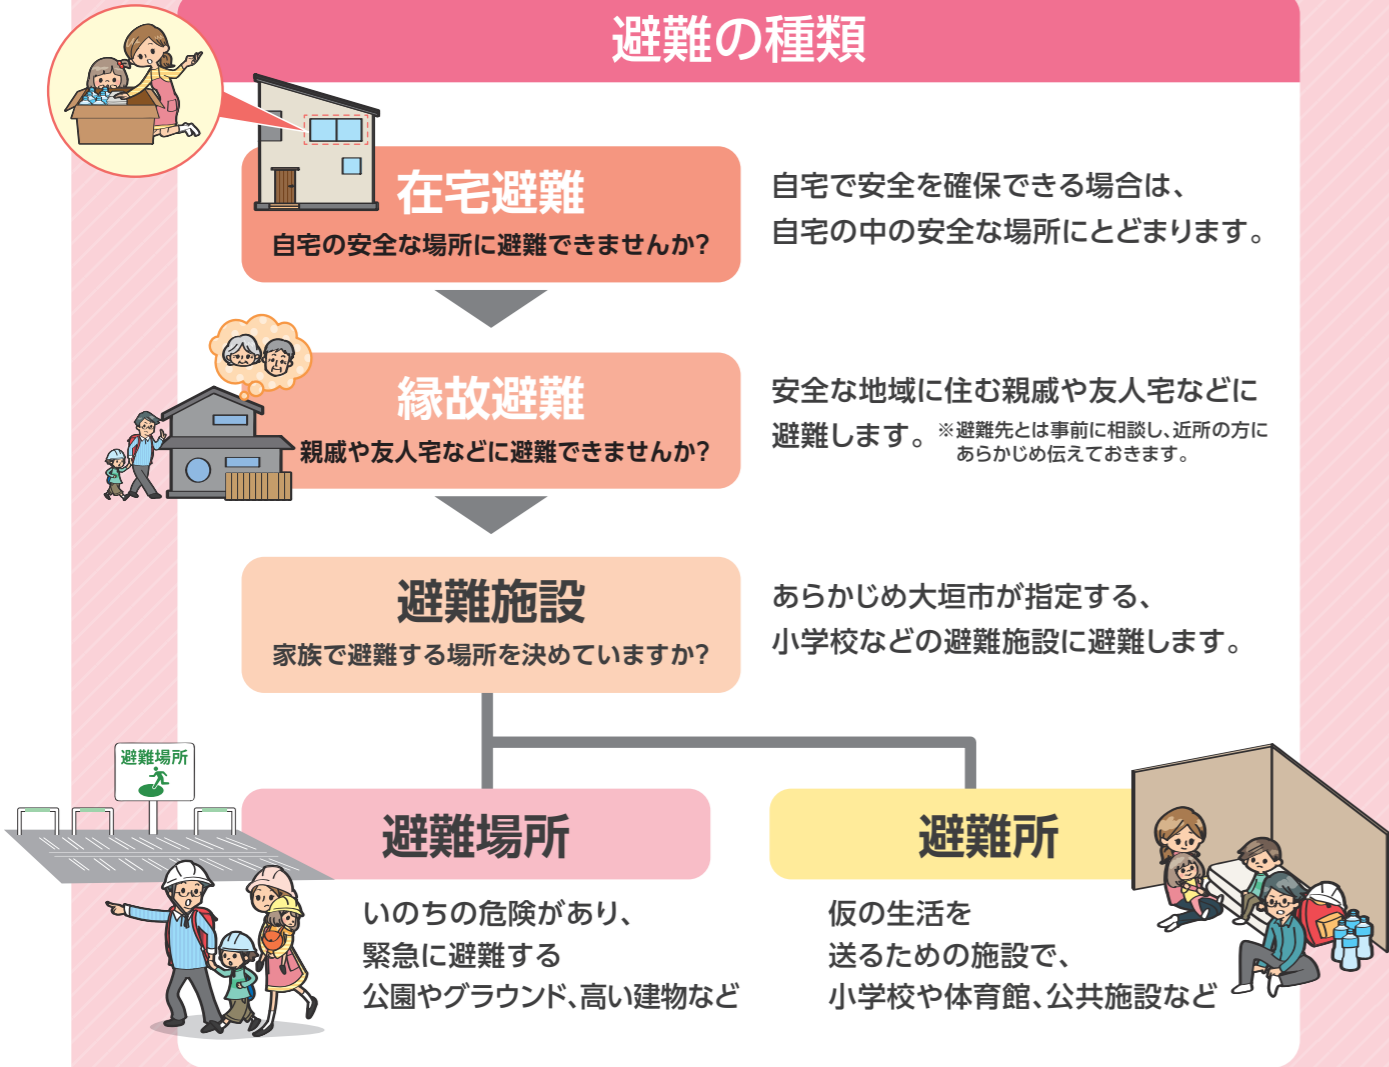 避難の種類
在宅避難
自宅の安全な場所に避難できませんか?
自宅で安全を確保できる場合は、
自宅の中の安全な場所にとどまります。
縁故避難
親戚や友人宅などに避難できませんか?
安全な地域に住む親戚や友人宅などに
避難します。※避難先とは事前に相談し、近所の方に
あらかじめ伝えておきます。
避難施設
家族で避難する場所を決めていますか?
あらかじめ大垣市が指定する、
小学校などの避難施設に避難します。
避難場所
避難場所
いのちの危険があり、
緊急に避難する
公園やグラウンド、高い建物など
避難所
仮の生活を
送るための施設で、
小学校や体育館、公共施設など